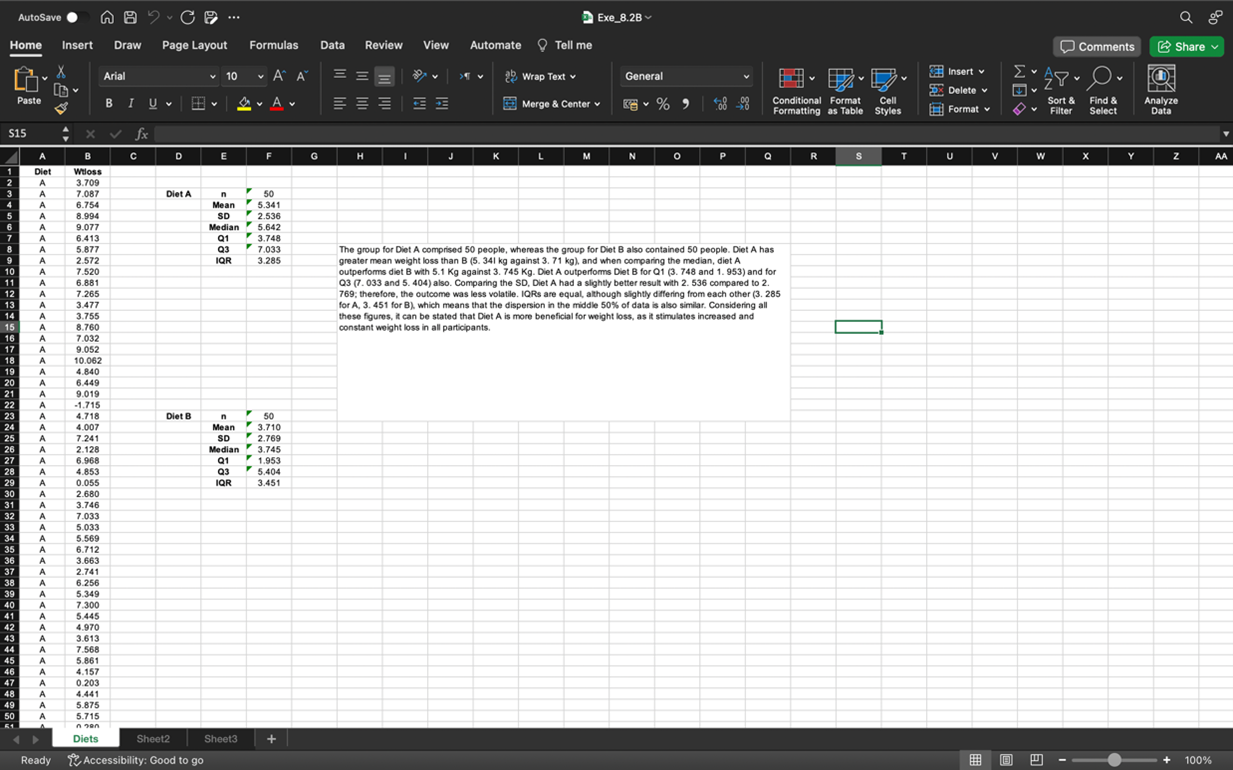 AutoSave
Exe_8.2B
Home Insert Draw Page Layout Formulas Data Review View Automate Tell me Comments Share
Paste
Arial 10 A^ A
B I U A
Wrap Text
Merge & Center
General
% 9
Conditional Formatting
Format as Table
Cell Styles
Insert
Delete
Format
Sort & Filter
Find & Select
Analyze Data
S15 fx
A B C D E F G H I J K L M N O P Q R S T U V W X Y Z AA
1 Diet Wtloss
2 A 3.709
3 A 7.087 Diet A n 50
4 A 6.754 Mean 5.341
5 A 8.994 SD 2.536
6 A 9.077 Median 5.642
7 A 6.413 Q1 3.748
8 A 5.877 Q3 7.033
9 A 2.572 IQR 3.285
10 A 7.520
11 A 6.881
12 A 7.265
13 A 3.477
14 A 3.755
15 A 8.760
16 A 7.032
17 A 9.052
18 A 10.062
19 A 4.840
20 A 6.449
21 A 9.019
22 A -1.715
23 A 4.718 Diet B n 50
24 A 4.007 Mean 3.710
25 A 7.241 SD 2.769
26 A 2.128 Median 3.745
27 A 6.968 Q1 1.953
28 A 4.853 Q3 5.404
29 A 0.055 IQR 3.451
30 A 2.680
31 A 3.746
32 A 7.033
33 A 5.033
34 A 5.569
35 A 6.712
36 A 3.663
37 A 2.741
38 A 6.256
39 A 5.349
40 A 7.300
41 A 5.445
42 A 4.970
43 A 3.613
44 A 7.568
45 A 5.861
46 A 4.157
47 A 0.203
48 A 4.441
49 A 5.875
50 A 5.715
51 A 0.280
The group for Diet A comprised 50 people, whereas the group for Diet B also contained 50 people. Diet A has
greater mean weight loss than B (5. 34l kg against 3. 71 kg), and when comparing the median, diet A
outperforms diet B with 5.1 Kg against 3. 745 Kg. Diet A outperforms Diet B for Q1 (3. 748 and 1. 953) and for
Q3 (7. 033 and 5. 404) also. Comparing the SD, Diet A had a slightly better result with 2. 536 compared to 2.
769; therefore, the outcome was less volatile. IQRs are equal, although slightly differing from each other (3. 285
for A, 3. 451 for B), which means that the dispersion in the middle 50% of data is also similar. Considering all
these figures, it can be stated that Diet A is more beneficial for weight loss, as it stimulates increased and
constant weight loss in all participants.
Diets Sheet2 Sheet3 +
Ready Accessibility: Good to go 100%